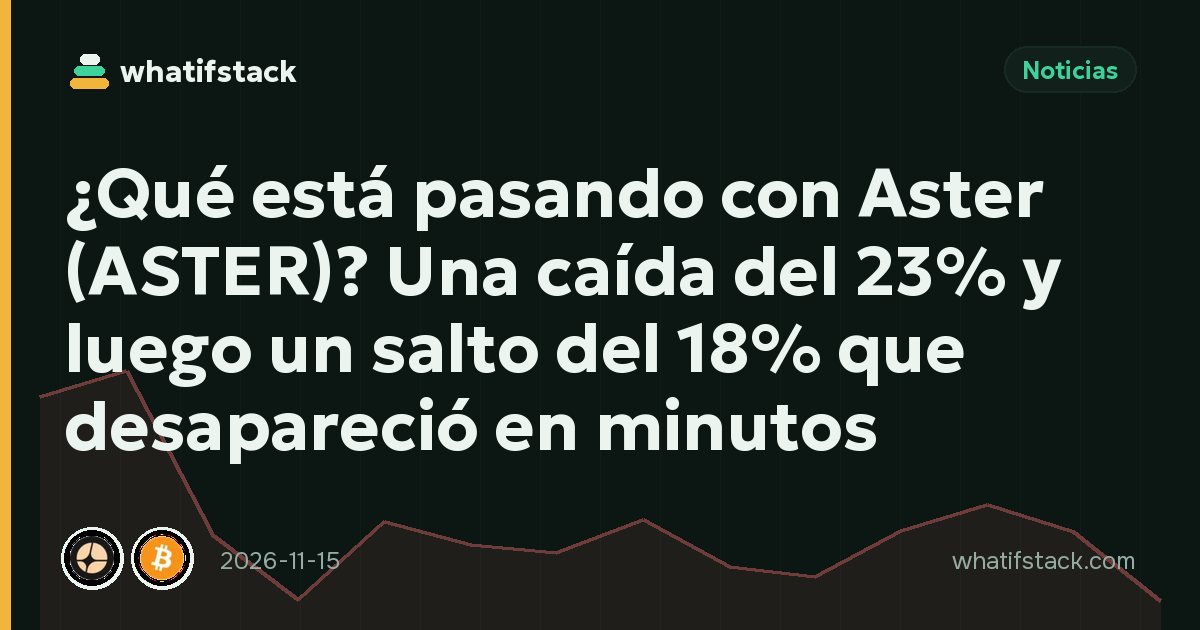 whatifstack
Noticias
¿Qué está pasando con Aster
(ASTER)? Una caída del 23% y
luego un salto del 18% que
desapareció en minutos
2026-11-15
whatifstack.com